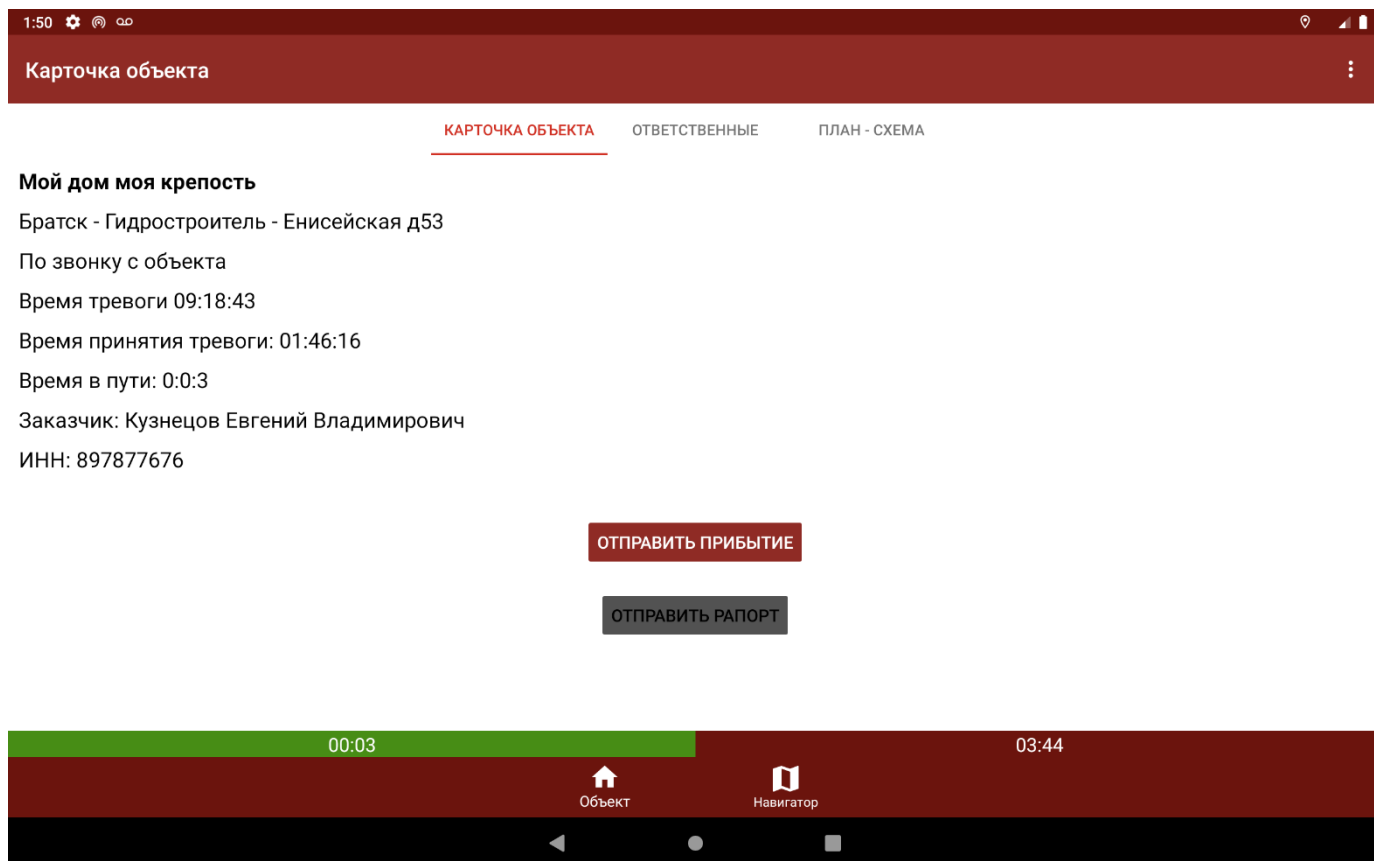 1:50
Карточка объекта
КАРТОЧКА ОБЪЕКТА ОТВЕТСТВЕННЫЕ ПЛАН - СХЕМА
Мой дом моя крепость
Братск - Гидростроитель - Енисейская д53
По звонку с объекта
Время тревоги 09:18:43
Время принятия тревоги: 01:46:16
Время в пути: 0:0:3
Заказчик: Кузнецов Евгений Владимирович
ИНН: 897877676
ОТПРАВИТЬ ПРИБЫТИЕ
ОТПРАВИТЬ РАПОРТ
00:03 03:44
Объект Навигатор